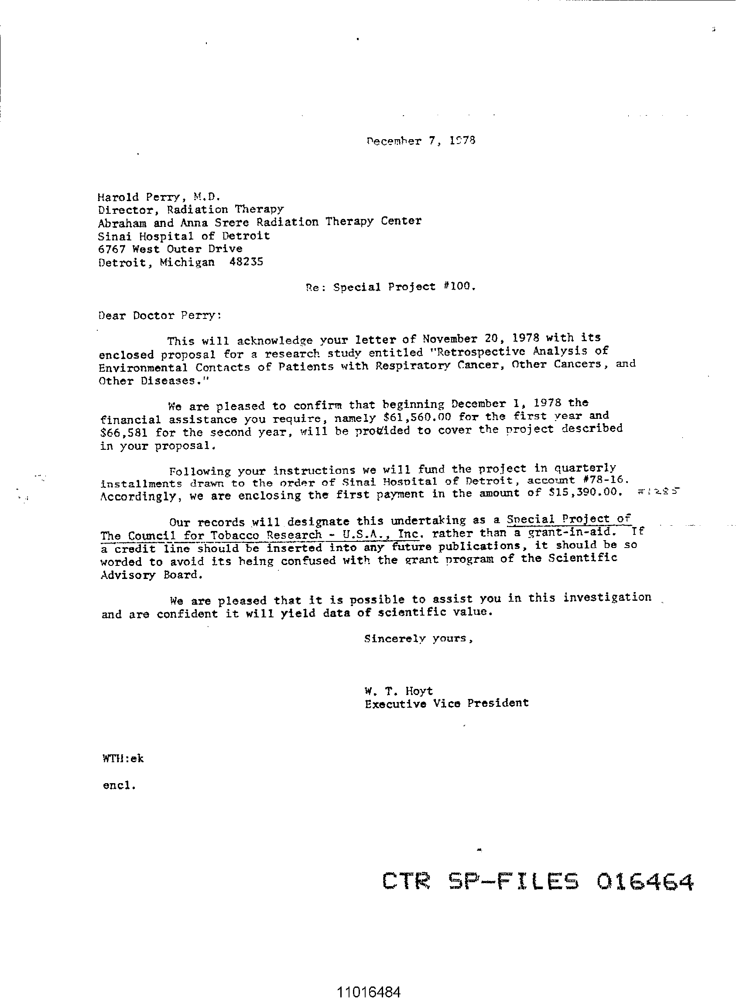 December 7, 1978
Harold Perry, M.D.
Director, Radiation Therapy
Abraham and Anna Srere Radiation Therapy Center
Sinai Hospital of Detroit
6767 West Outer Drive
Detroit, Michigan 48235
Re: Special Project #100.
Dear Doctor Perry:
This will acknowledge your letter of November 20, 1978 with its
enclosed proposal for a research study entitled "Retrospective Analysis of
Environmental Contacts of Patients with Respiratory Cancer, Other Cancers, and
Other Diseases."
We are pleased to confirm that beginning December 1, 1978 the
financial assistance you require, namely $61,560.00 for the first year and
$66,581 for the second year, will be provided to cover the project described
in your proposal.
Following your instructions we will fund the project in quarterly
installments drawn to the order of Sinai Hospital of Detroit, account #78-16.
Accordingly, we are enclosing the first payment in the amount of $15,390.00. #1285
Our records will designate this undertaking as a Special Project of
The Council for Tobacco Research - U.S.A., Inc. rather than a grant-in-aid. If
a credit line should be inserted into any future publications, it should be so
worded to avoid its being confused with the grant program of the Scientific
Advisory Board.
We are pleased that it is possible to assist you in this investigation
and are confident it will yield data of scientific value.
Sincerely yours,
W. T. Hoyt
Executive Vice President
WTH:ek
encl.
CTR SP-FILES 016464
11016484